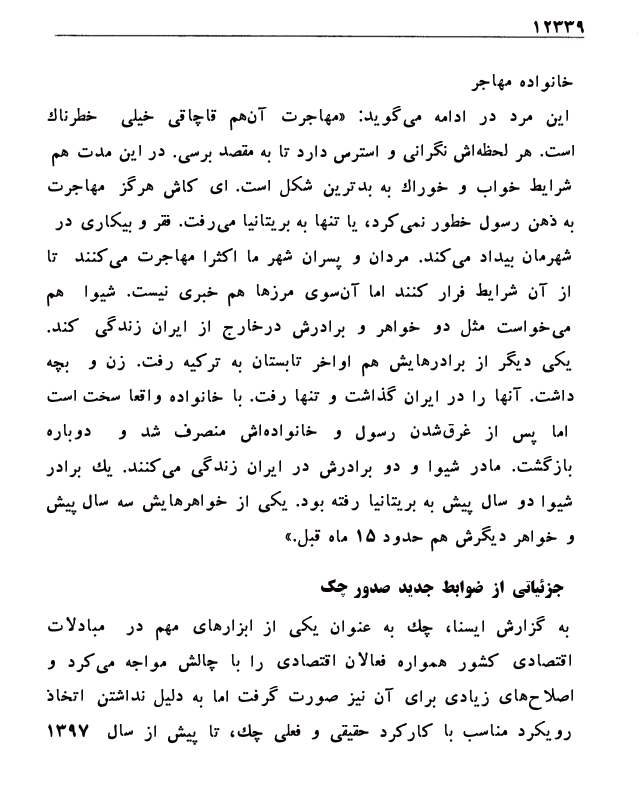 ۱۲۳۳۹
خانواده مهاجر
این مرد در ادامه می‌گوید: «مهاجرت آن‌هم قاچاقی خیلی خطرناك
است. هر لحظه‌اش نگرانی و استرس دارد تا به مقصد برسی. در این مدت هم
شرایط خواب و خوراك به بدترین شکل است. ای کاش هرگز مهاجرت
به ذهن رسول خطور نمی‌کرد، یا تنها به بریتانیا می‌رفت. فقر و بیکاری در
شهرمان بیداد می‌کند. مردان و پسران شهر ما اکثرا مهاجرت می‌کنند تا
از آن شرایط فرار کنند اما آن‌سوی مرزها هم خبری نیست. شیوا هم
می‌خواست مثل دو خواهر و برادرش درخارج از ایران زندگی کند.
یکی دیگر از برادرهایش هم اواخر تابستان به ترکیه رفت. زن و بچه
داشت. آنها را در ایران گذاشت و تنها رفت. با خانواده واقعا سخت است
اما پس از غرق‌شدن رسول و خانواده‌اش منصرف شد و دوباره
بازگشت. مادر شیوا و دو برادرش در ایران زندگی می‌کنند. یك برادر
شیوا دو سال پیش به بریتانیا رفته بود. یکی از خواهرهایش سه سال پیش
و خواهر دیگرش هم حدود ۱۵ ماه قبل.»
جزئیاتی از ضوابط جدید صدور چک
به گزارش ایسنا، چك به عنوان یکی از ابزارهای مهم در مبادلات
اقتصادی کشور همواره فعالان اقتصادی را با چالش مواجه می‌کرد و
اصلاح‌های زیادی برای آن نیز صورت گرفت اما به دلیل نداشتن اتخاذ
رویکرد مناسب با کارکرد حقیقی و فعلی چك، تا پیش از سال ۱۳۹۷